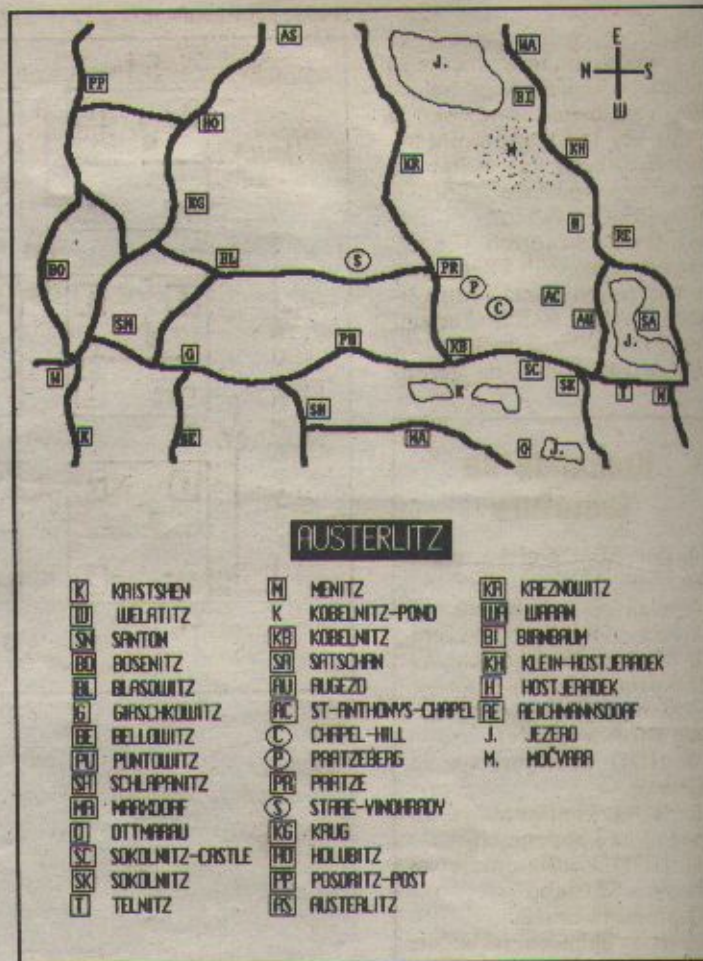 AS
J.
WA
E
N
S
W
PP
BI
HO
KR
M
KH
KG
H
RE
BO
BL
S
PR
P
AC
C
SN
AU
J.
SA
PU
KB
G
SC
W
SK
T
M
SH
K
K
BE
MA
O
J.
AUSTERLITZ
K KRISTSHEN
W WELATITZ
SN SANTON
BO BOSENITZ
BL BLASOWITZ
G GIRSCHKOWITZ
BE BELLOWITZ
PU PUNTOWITZ
SH SCHLAPANITZ
MA MARXDORF
O OTTMARAU
SC SOKOLNITZ-CASTLE
SK SOKOLNITZ
T TELNITZ
M MENITZ
K KOBELNITZ-POND
KB KOBELNITZ
SA SATSCHAN
AU AUGEZD
AC ST-ANTHONYS-CHAPEL
C CHAPEL-HILL
P PRATZEBERG
PR PRATZE
S STARE-VINOHRADY
KG KRUG
HO HOLUBITZ
PP POSORITZ-POST
AS AUSTERLITZ
KR KREZNOWITZ
WA WARAN
BI BIRNBAUM
KH KLEIN-HOSTJERADEK
H HOSTJERADEK
RE REICHMANNSDORF
J. JEZERO
M. MOČVARA